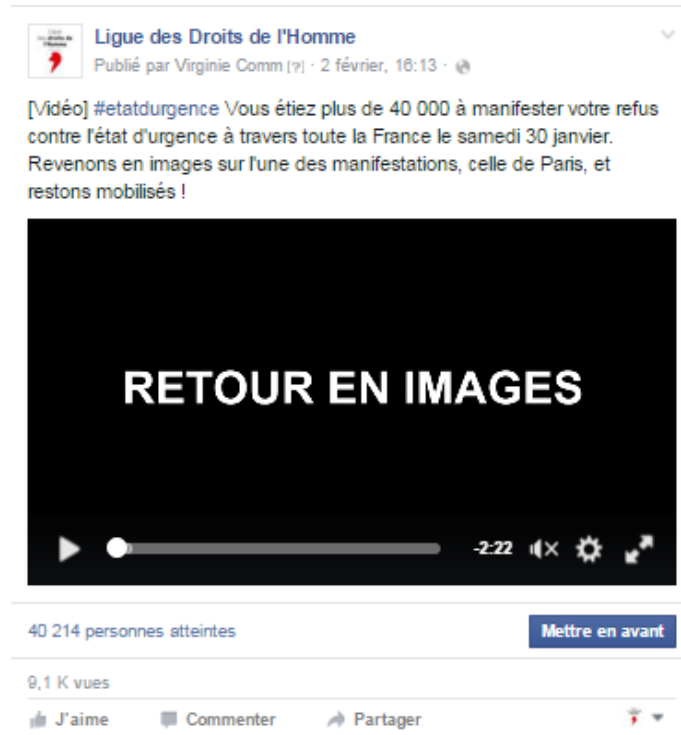 Ligue des Droits de l'Homme
Publié par Virginie Comm [?] · 2 février, 16:13 ·
[Vidéo] #etatdurgence Vous étiez plus de 40 000 à manifester votre refus
contre l'état d'urgence à travers toute la France le samedi 30 janvier.
Revenons en images sur l'une des manifestations, celle de Paris, et
restons mobilisés !
RETOUR EN IMAGES
-2:22
40 214 personnes atteintes
Mettre en avant
9,1 K vues
J'aime Commenter Partager